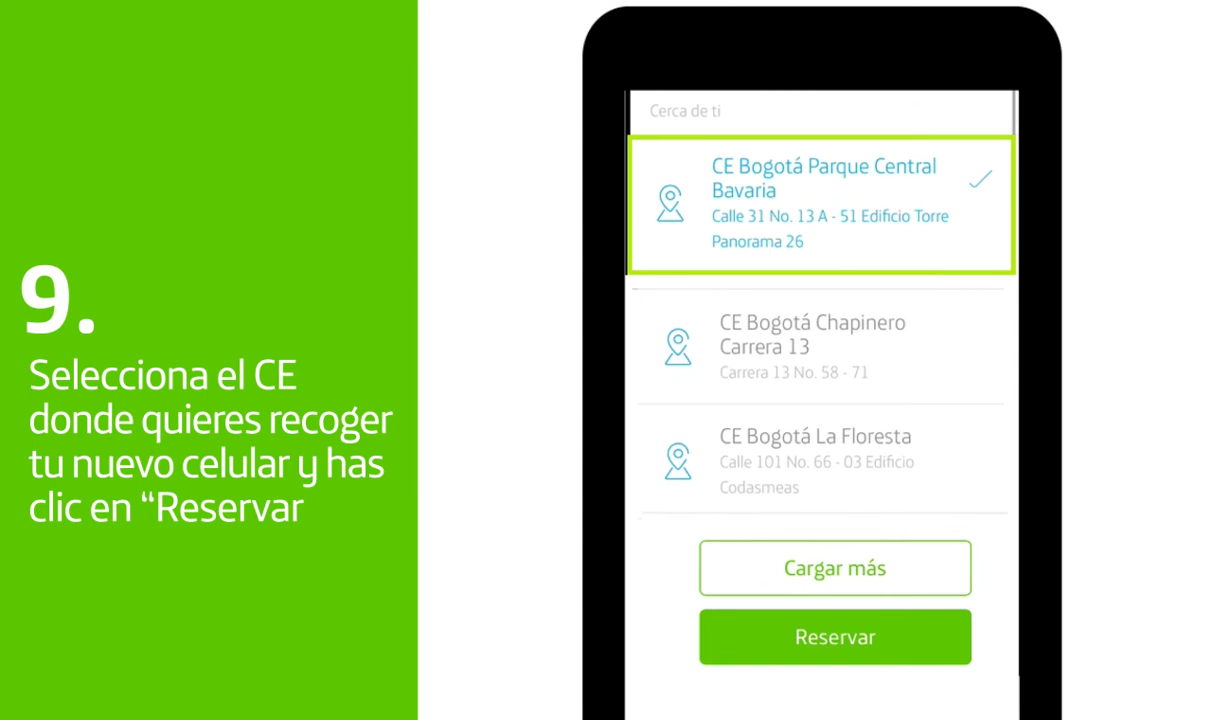 9.
Selecciona el CE
donde quieres recoger
tu nuevo celular y has
clic en “Reservar
Cerca de ti
CE Bogotá Parque Central
Bavaria
Calle 31 No. 13 A - 51 Edificio Torre
Panorama 26
CE Bogotá Chapinero
Carrera 13
Carrera 13 No. 58 - 71
CE Bogotá La Floresta
Calle 101 No. 66 - 03 Edificio
Codasmeas
Cargar más
Reservar